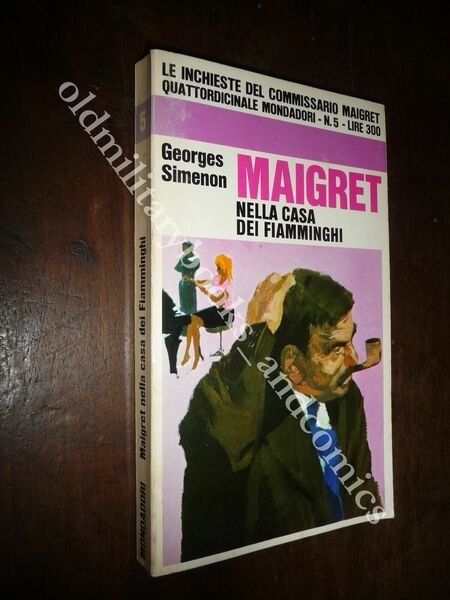 LE INCHIESTE DEL COMMISSARIO MAIGRET
QUATTORDICINALE MONDADORI - N. 5 - LIRE 300
Georges
Simenon
MAIGRET
NELLA CASA
DEI FIAMMINGHI
5
Maigret nella casa dei Fiamminghi
MONDADORI
oldmilitarybooks_andcomics